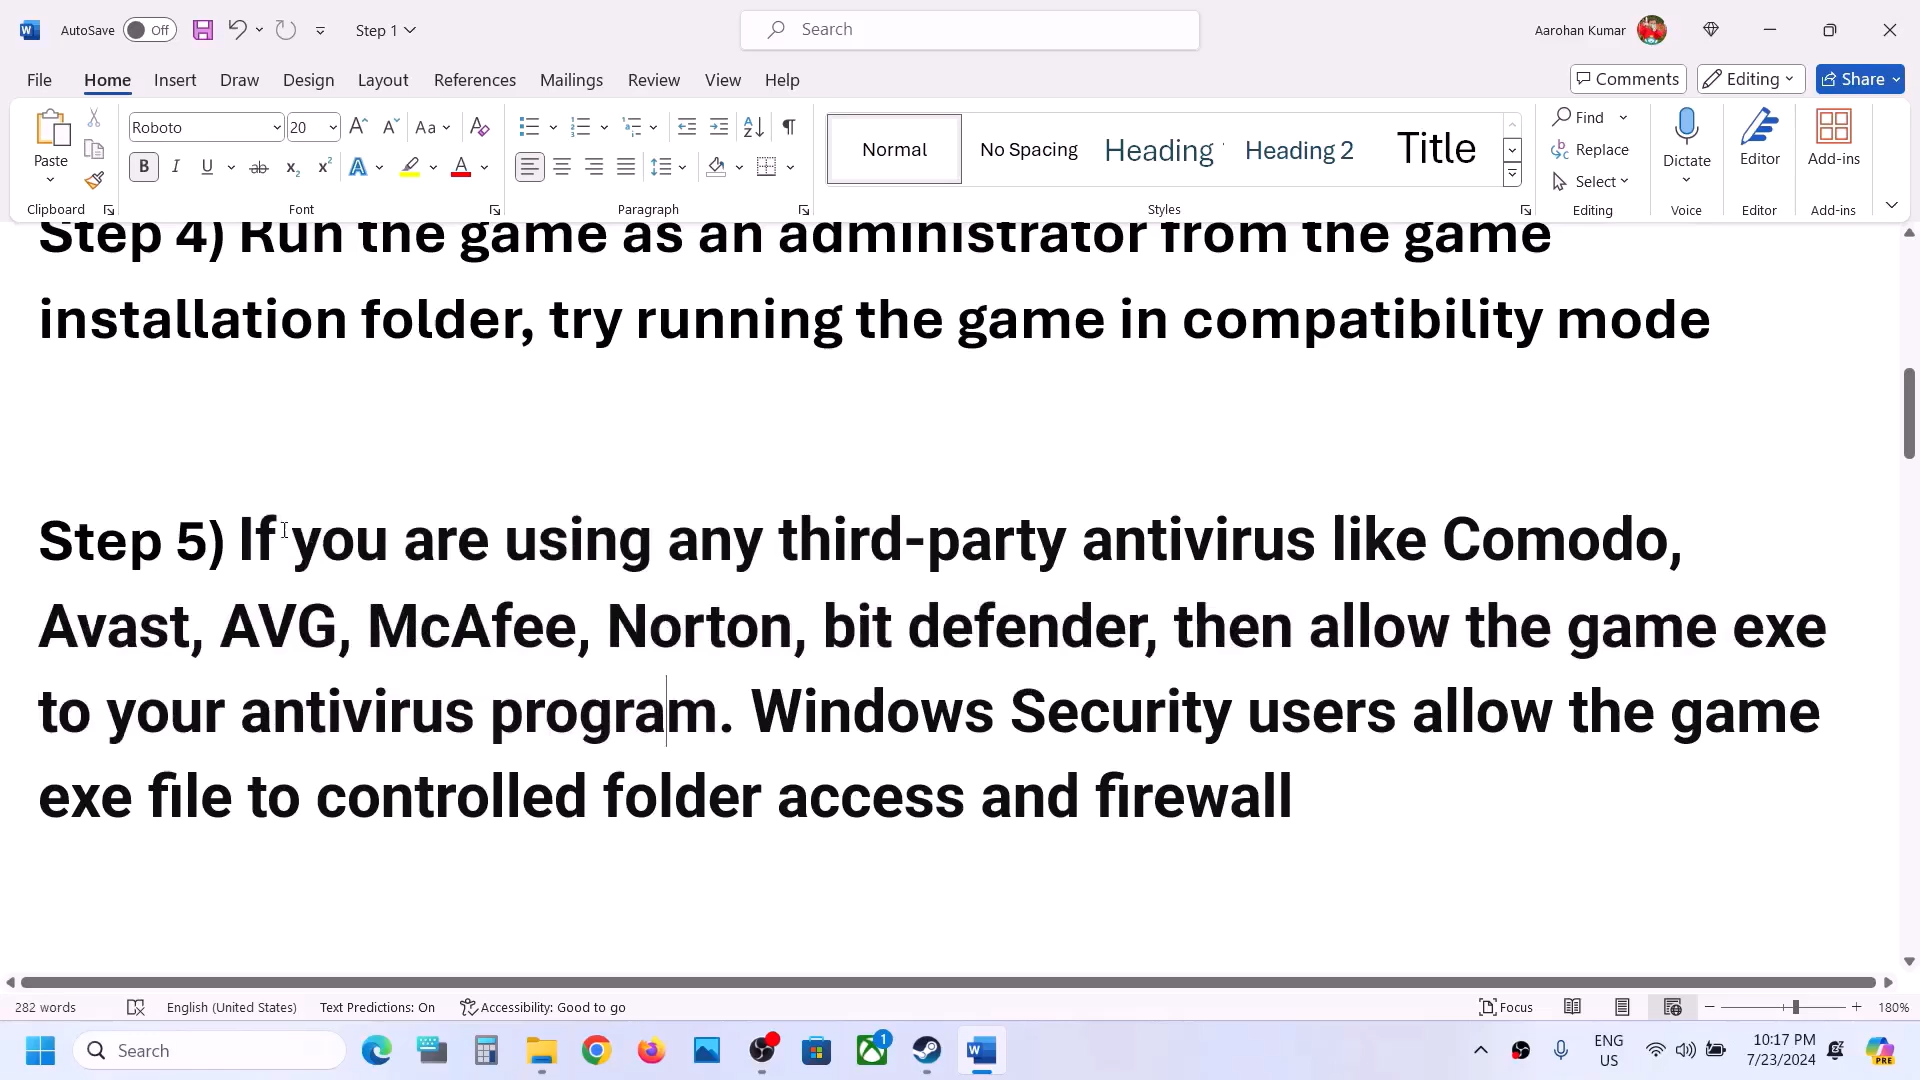 AutoSave Off Step 1 Search Aarohan Kumar
File Home Insert Draw Design Layout References Mailings Review View Help Comments Editing Share
Paste Roboto 20 Aa Normal No Spacing Heading Heading 2 Title Find Replace Select Dictate Editor Add-ins
Clipboard Font Paragraph Styles Editing Voice Editor Add-ins
Step 4) Run the game as an administrator from the game
installation folder, try running the game in compatibility mode
Step 5) If you are using any third-party antivirus like Comodo,
Avast, AVG, McAfee, Norton, bit defender, then allow the game exe
to your antivirus program. Windows Security users allow the game
exe file to controlled folder access and firewall
282 words English (United States) Text Predictions: On Accessibility: Good to go Focus 180%
Search 1 ENG US 10:17 PM 7/23/2024